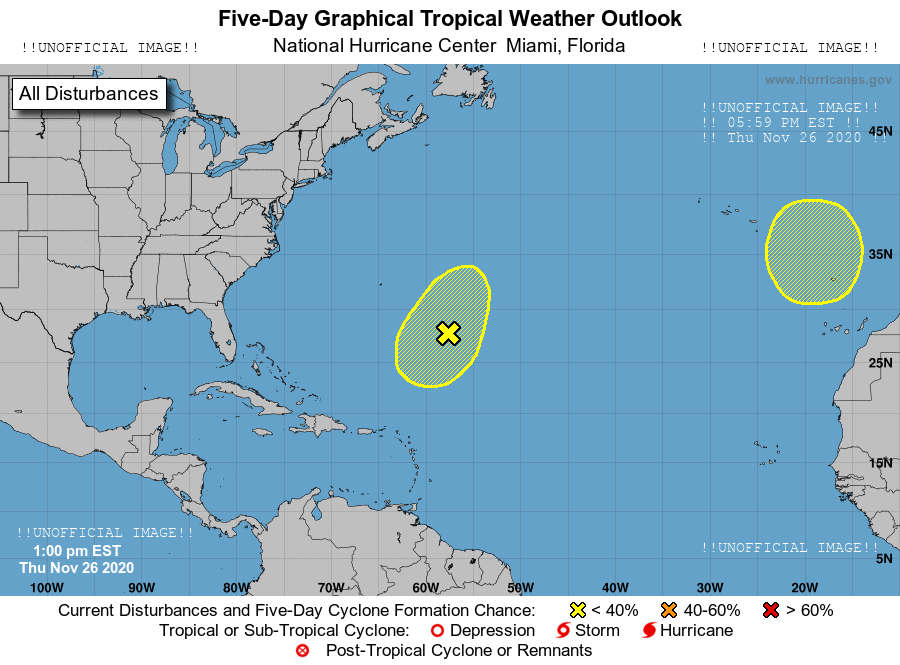 Five-Day Graphical Tropical Weather Outlook
!!UNOFFICIAL IMAGE!! National Hurricane Center Miami, Florida !!UNOFFICIAL IMAGE!!
www.hurricanes.gov
All Disturbances
!!UNOFFICIAL IMAGE!!
!! 05:59 PM EST !!
!! Thu Nov 26 2020 !!
45N
35N
25N
15N
!!UNOFFICIAL IMAGE!!
1:00 pm EST
Thu Nov 26 2020
!!UNOFFICIAL IMAGE!!
5N
100W 90W 80W 70W 60W 50W 40W 30W 20W
Current Disturbances and Five-Day Cyclone Formation Chance: < 40% 40-60% > 60%
Tropical or Sub-Tropical Cyclone: Depression Storm Hurricane
Post-Tropical Cyclone or Remnants